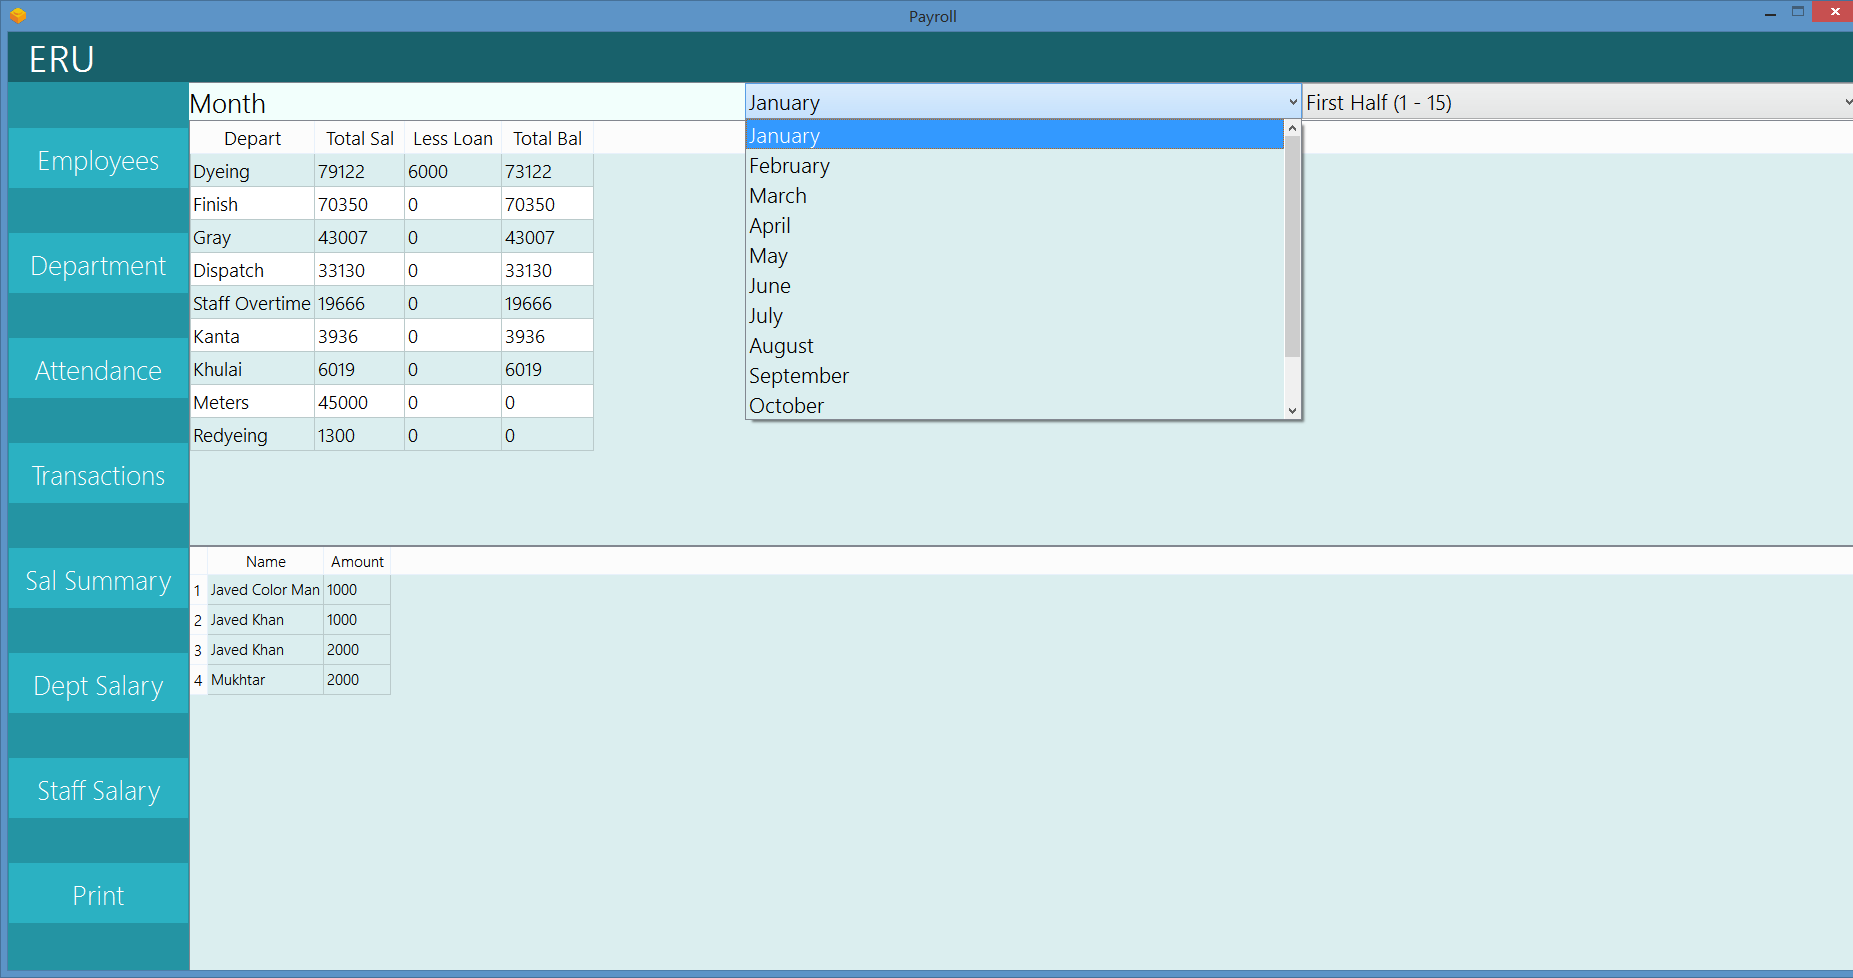 Payroll
ERU
Month
January
First Half (1 - 15)
Employees
Department
Attendance
Transactions
Sal Summary
Dept Salary
Staff Salary
Print
Depart Total Sal Less Loan Total Bal
Dyeing 79122 6000 73122
Finish 70350 0 70350
Gray 43007 0 43007
Dispatch 33130 0 33130
Staff Overtime 19666 0 19666
Kanta 3936 0 3936
Khulai 6019 0 6019
Meters 45000 0 0
Redyeing 1300 0 0
January
February
March
April
May
June
July
August
September
October
Name Amount
1 Javed Color Man 1000
2 Javed Khan 1000
3 Javed Khan 2000
4 Mukhtar 2000